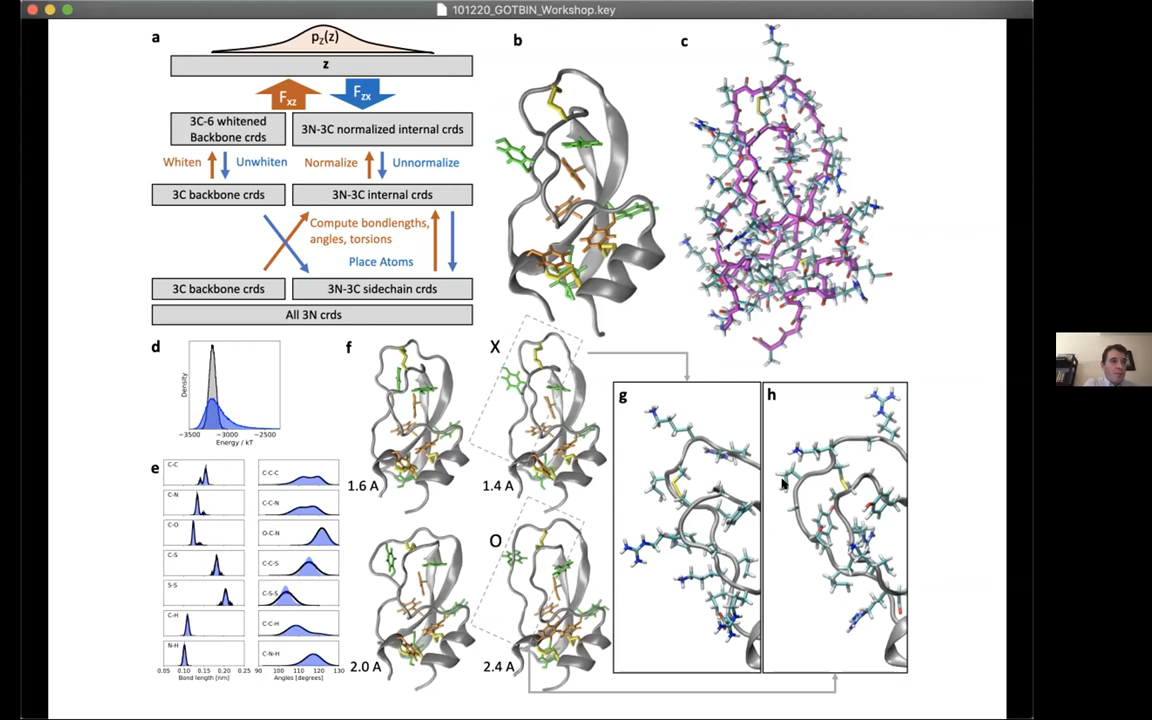 101220_GOTBIN_Workshop.key
a
pZ(z)
z
Fxz
Fzx
3C-6 whitened
Backbone crds
3N-3C normalized internal crds
Whiten
Unwhiten
Normalize
Unnormalize
3C backbone crds
3N-3C internal crds
Compute bondlengths,
angles, torsions
Place Atoms
3C backbone crds
3N-3C sidechain crds
All 3N crds
b
c
d
Density
−3500
−3000
−2500
Energy / kT
e
C-C
C-N
C-O
C-S
S-S
C-H
N-H
0.05
0.10
0.15
0.20
0.25
Bond length [nm]
C-C-C
C-C-N
O-C-N
C-C-S
C-S-S
C-C-H
C-N-H
90
100
110
120
130
Angles [degrees]
f
X
1.6 A
1.4 A
O
2.0 A
2.4 A
g
h